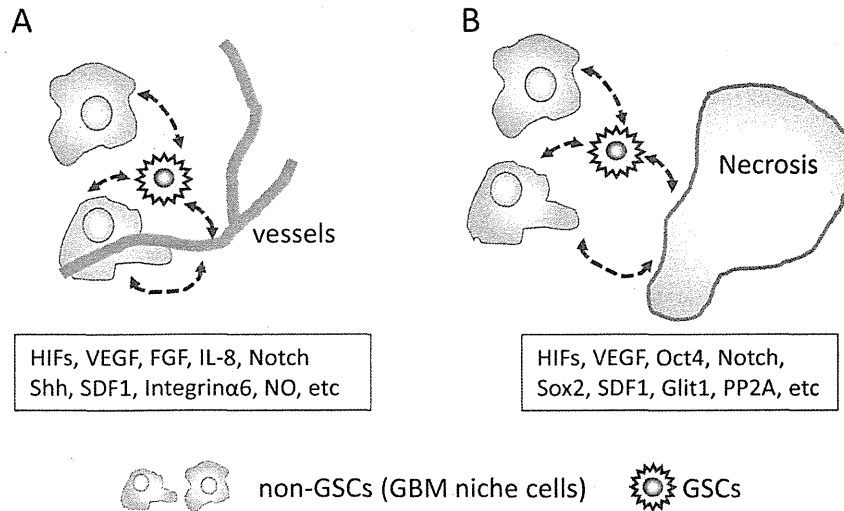 A
B
vessels
Necrosis
HIFs, VEGF, FGF, IL-8, Notch
Shh, SDF1, Integrinα6, NO, etc
HIFs, VEGF, Oct4, Notch,
Sox2, SDF1, Glit1, PP2A, etc
non-GSCs (GBM niche cells)
GSCs